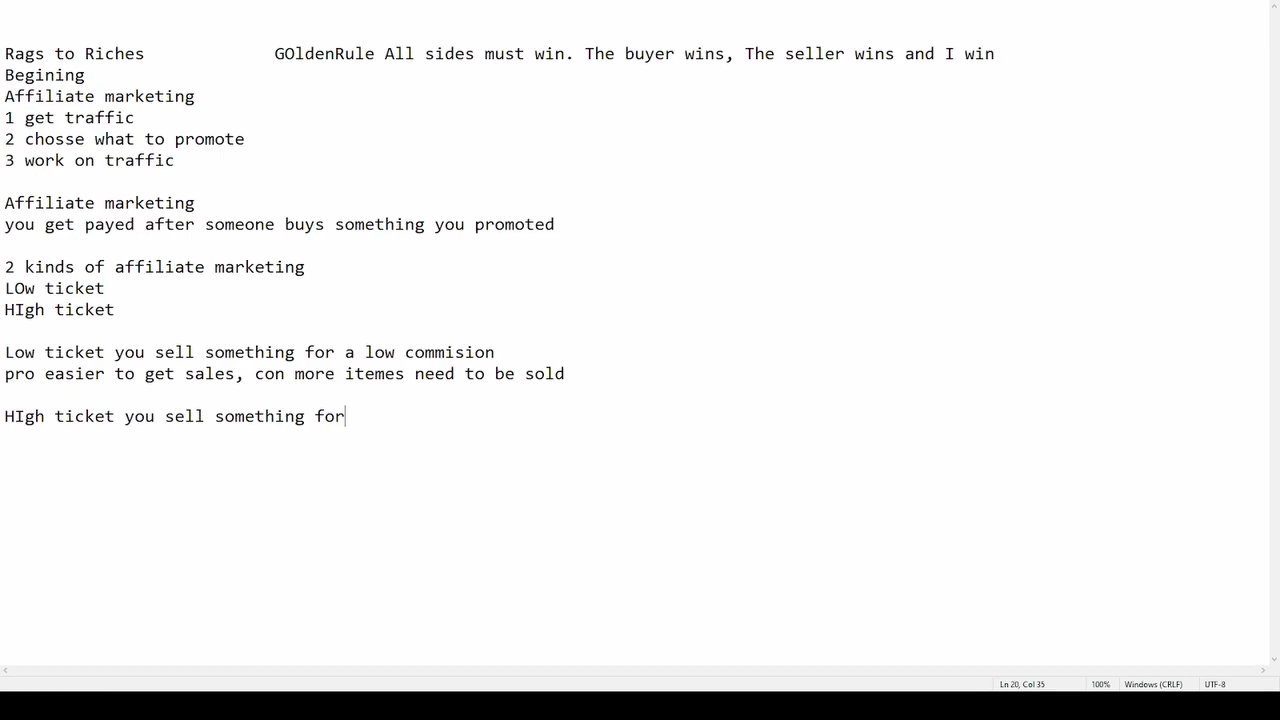 Rags to Riches             GOldenRule All sides must win. The buyer wins, The seller wins and I win
Begining
Affiliate marketing
1 get traffic
2 chosse what to promote
3 work on traffic
Affiliate marketing
you get payed after someone buys something you promoted
2 kinds of affiliate marketing
LOw ticket
HIgh ticket
Low ticket you sell something for a low commision
pro easier to get sales, con more itemes need to be sold
HIgh ticket you sell something for
Ln 20, Col 35 100% Windows (CRLF) UTF-8